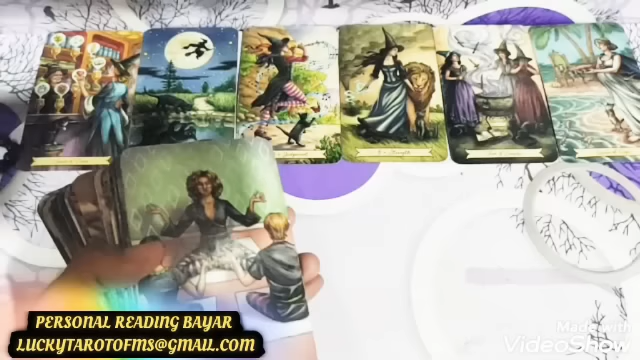 PERSONAL READING BAYAR
LUCKYTAROTOFMS@GMAIL.COM
Made with
VideoShow